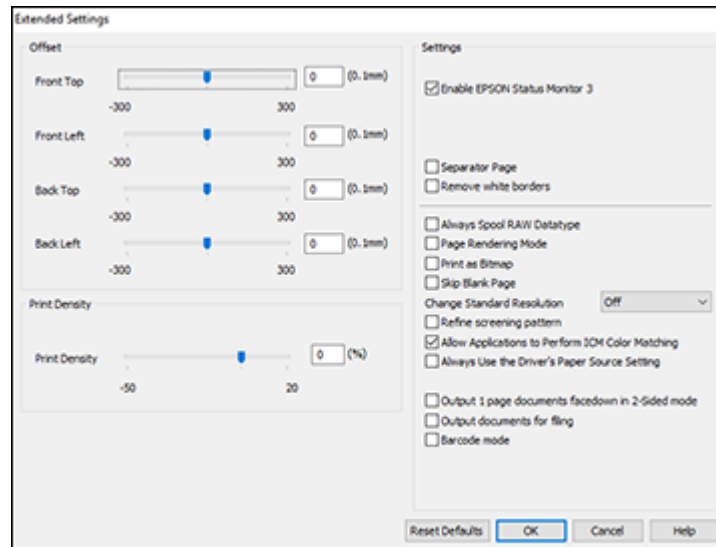 Extended Settings
Offset
Front Top
0
(0.1mm)
-300
300
Front Left
0
(0.1mm)
-300
300
Back Top
0
(0.1mm)
-300
300
Back Left
0
(0.1mm)
-300
300
Print Density
Print Density
0
(%)
-50
20
Settings
Enable EPSON Status Monitor 3
Separator Page
Remove white borders
Always Spool RAW Datatype
Page Rendering Mode
Print as Bitmap
Skip Blank Page
Change Standard Resolution
Off
Refine screening pattern
Allow Applications to Perform ICM Color Matching
Always Use the Driver's Paper Source Setting
Output 1 page documents facedown in 2-Sided mode
Output documents for filing
Barcode mode
Reset Defaults
OK
Cancel
Help